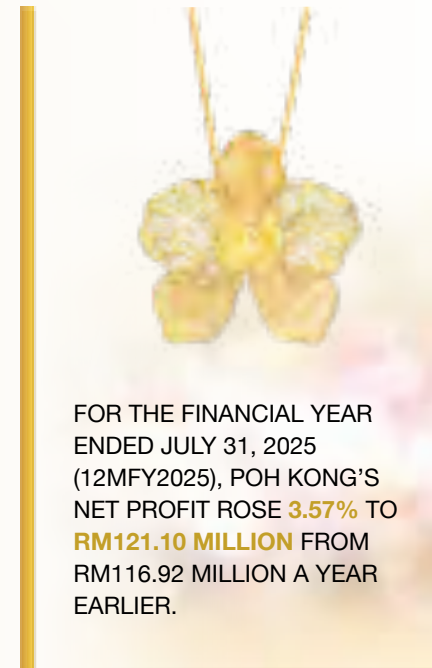 FOR THE FINANCIAL YEAR
ENDED JULY 31, 2025
(12MFY2025), POH KONG'S
NET PROFIT ROSE 3.57% TO
RM121.10 MILLION FROM
RM116.92 MILLION A YEAR
EARLIER.